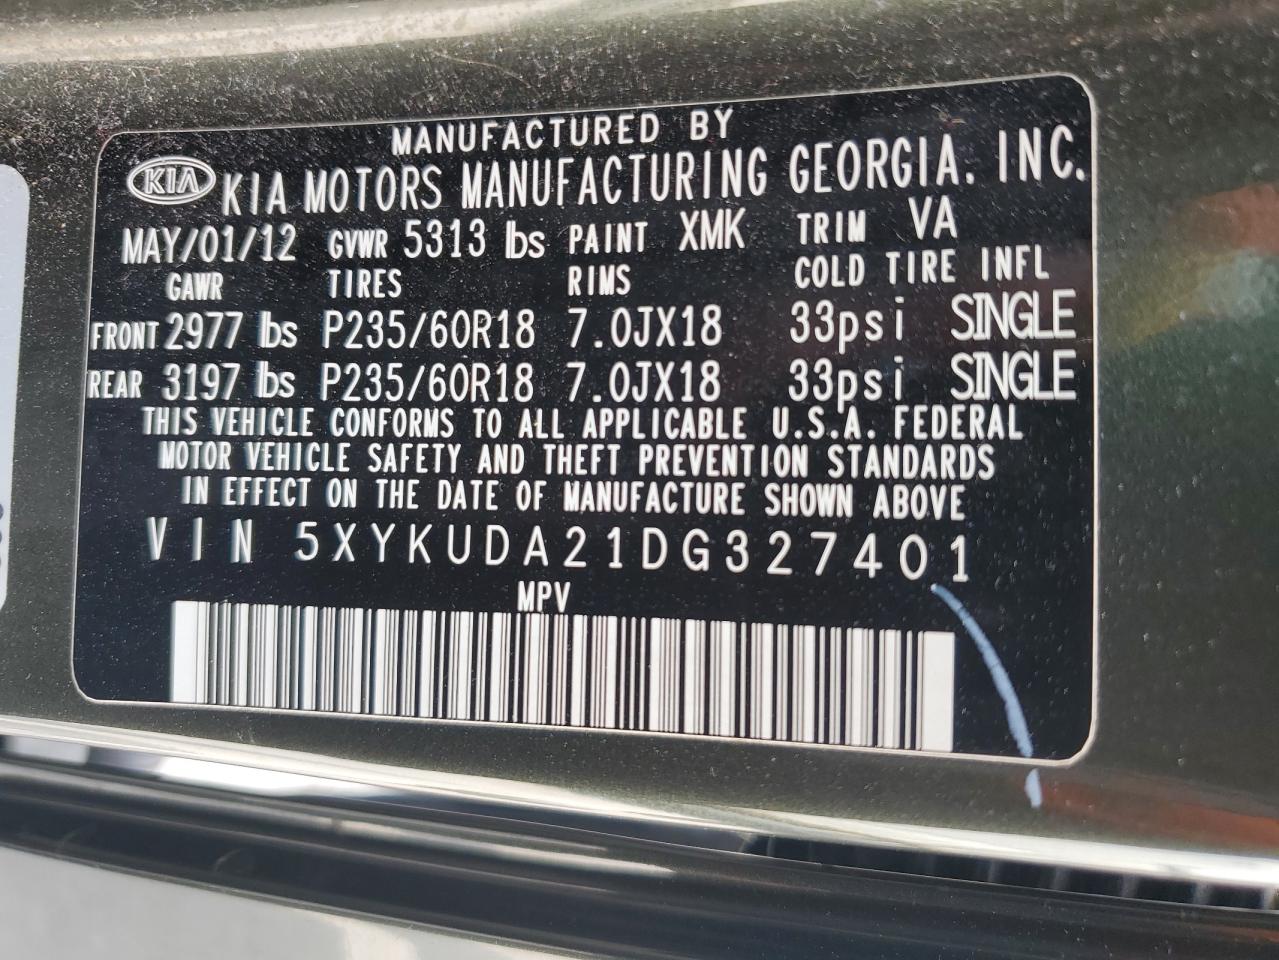 MANUFACTURED BY
KIA KIA MOTORS MANUFACTURING GEORGIA. INC.
MAY/01/12 GVWR 5313 lbs PAINT XMK TRIM VA
GAWR TIRES RIMS COLD TIRE INFL
FRONT 2977 lbs P235/60R18 7.0JX18 33psi SINGLE
REAR 3197 lbs P235/60R18 7.0JX18 33psi SINGLE
THIS VEHICLE CONFORMS TO ALL APPLICABLE U.S.A. FEDERAL
MOTOR VEHICLE SAFETY AND THEFT PREVENTION STANDARDS
IN EFFECT ON THE DATE OF MANUFACTURE SHOWN ABOVE
VIN 5XYKUDA21DG327401
MPV